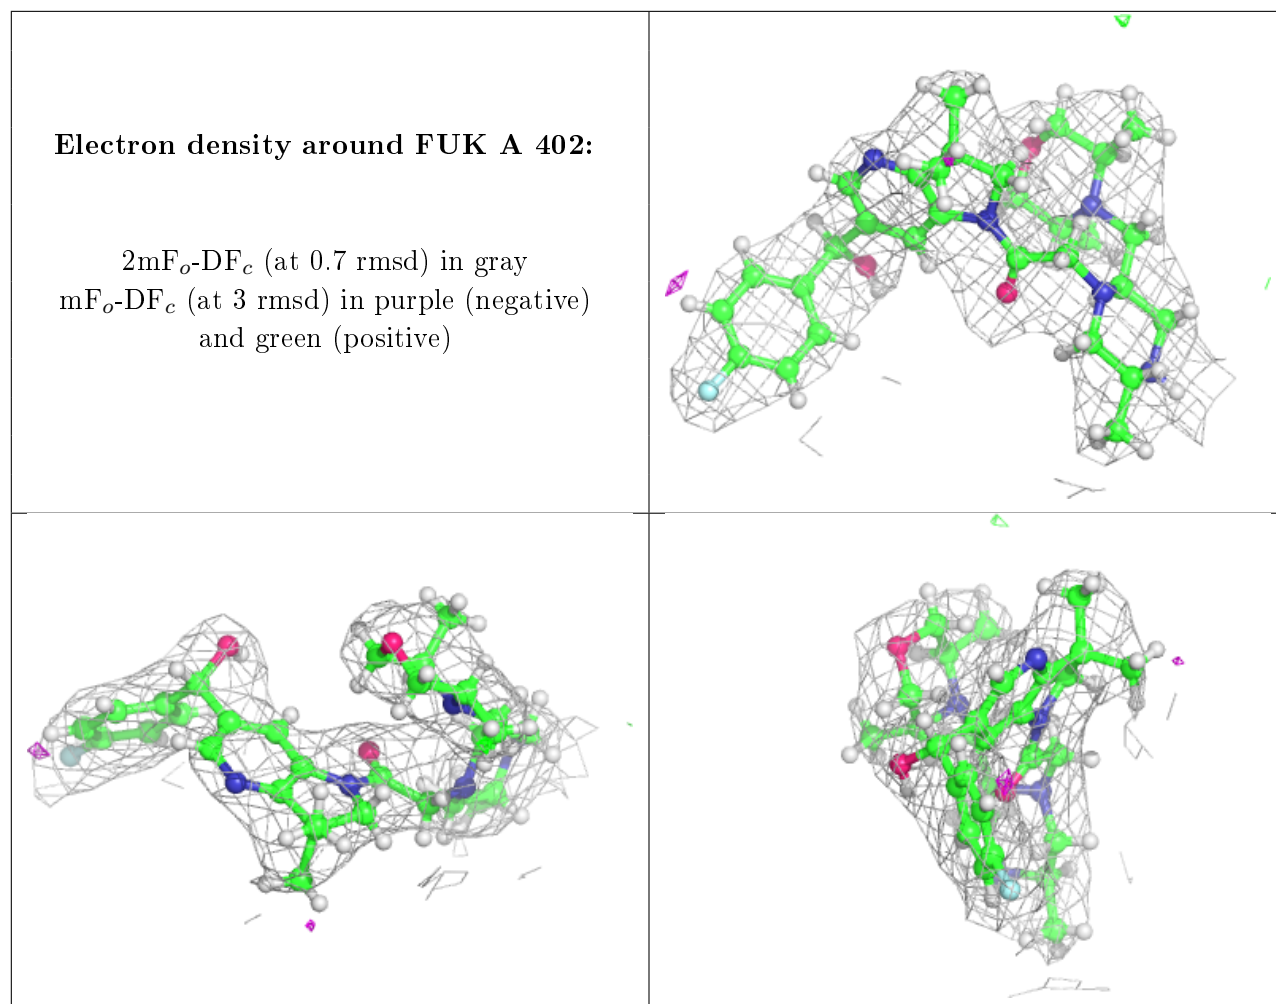 Electron density around FUK A 402:
2mFo-DFc (at 0.7 rmsd) in gray
mFo-DFc (at 3 rmsd) in purple (negative)
and green (positive)